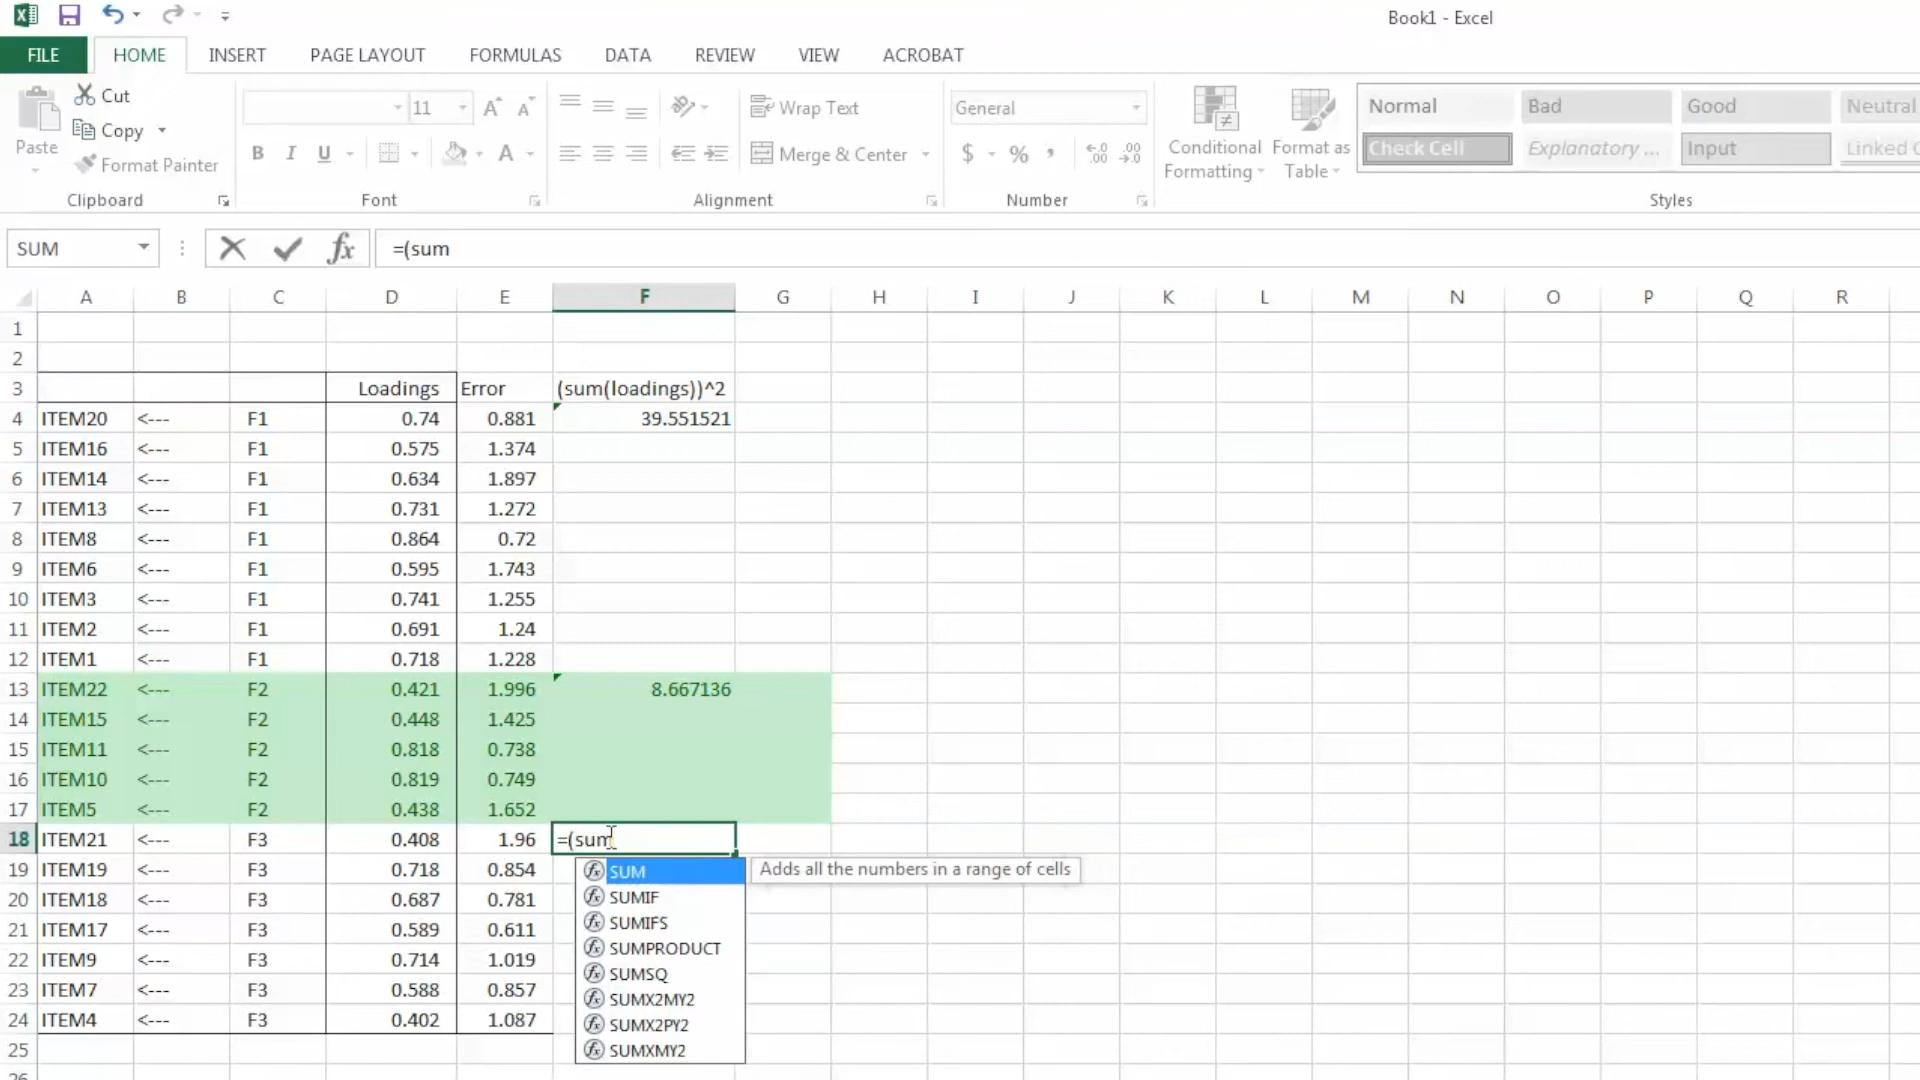 Book1 - Excel
FILE HOME INSERT PAGE LAYOUT FORMULAS DATA REVIEW VIEW ACROBAT
Cut
Copy
Format Painter
Paste
Clipboard
11
B I U
A
Font
Wrap Text
Merge & Center
Alignment
General
$ % ,
Number
Conditional Formatting
Format as Table
Normal Bad Good Neutral
Check Cell Explanatory ... Input Linked
Styles
SUM fx =(sum
A B C D E F G H I J K L M N O P Q R
1
2
3 Loadings Error (sum(loadings))^2
4 ITEM20 <--- F1 0.74 0.881 39.551521
5 ITEM16 <--- F1 0.575 1.374
6 ITEM14 <--- F1 0.634 1.897
7 ITEM13 <--- F1 0.731 1.272
8 ITEM8 <--- F1 0.864 0.72
9 ITEM6 <--- F1 0.595 1.743
10 ITEM3 <--- F1 0.741 1.255
11 ITEM2 <--- F1 0.691 1.24
12 ITEM1 <--- F1 0.718 1.228
13 ITEM22 <--- F2 0.421 1.996 8.667136
14 ITEM15 <--- F2 0.448 1.425
15 ITEM11 <--- F2 0.818 0.738
16 ITEM10 <--- F2 0.819 0.749
17 ITEM5 <--- F2 0.438 1.652
18 ITEM21 <--- F3 0.408 1.96 =(sum
19 ITEM19 <--- F3 0.718 0.854
20 ITEM18 <--- F3 0.687 0.781
21 ITEM17 <--- F3 0.589 0.611
22 ITEM9 <--- F3 0.714 1.019
23 ITEM7 <--- F3 0.588 0.857
24 ITEM4 <--- F3 0.402 1.087
25
SUM Adds all the numbers in a range of cells
SUMIF
SUMIFS
SUMPRODUCT
SUMSQ
SUMX2MY2
SUMX2PY2
SUMXMY2